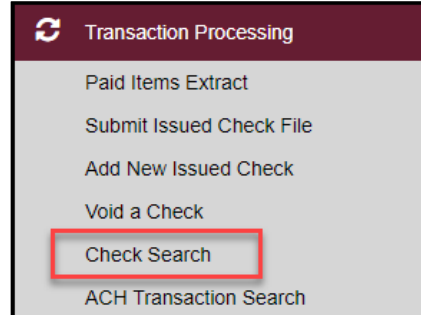 Transaction Processing
Paid Items Extract
Submit Issued Check File
Add New Issued Check
Void a Check
Check Search
ACH Transaction Search